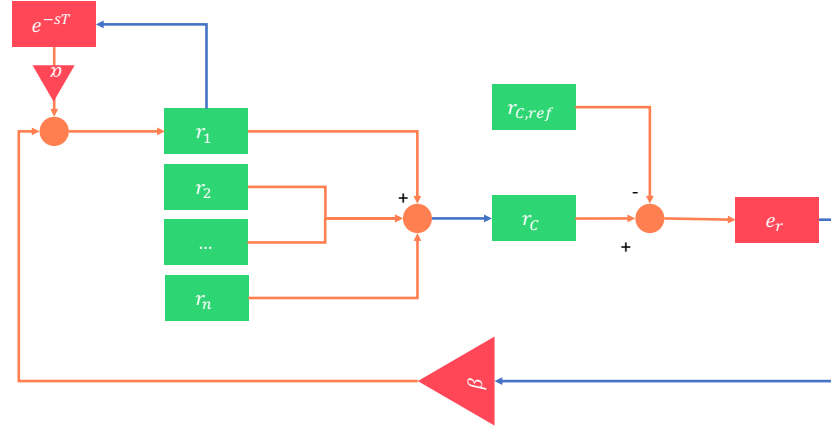 e^{-sT}
α
r_1
r_{C,ref}
r_2
-
+
r_C
e_r
...
+
r_n
β